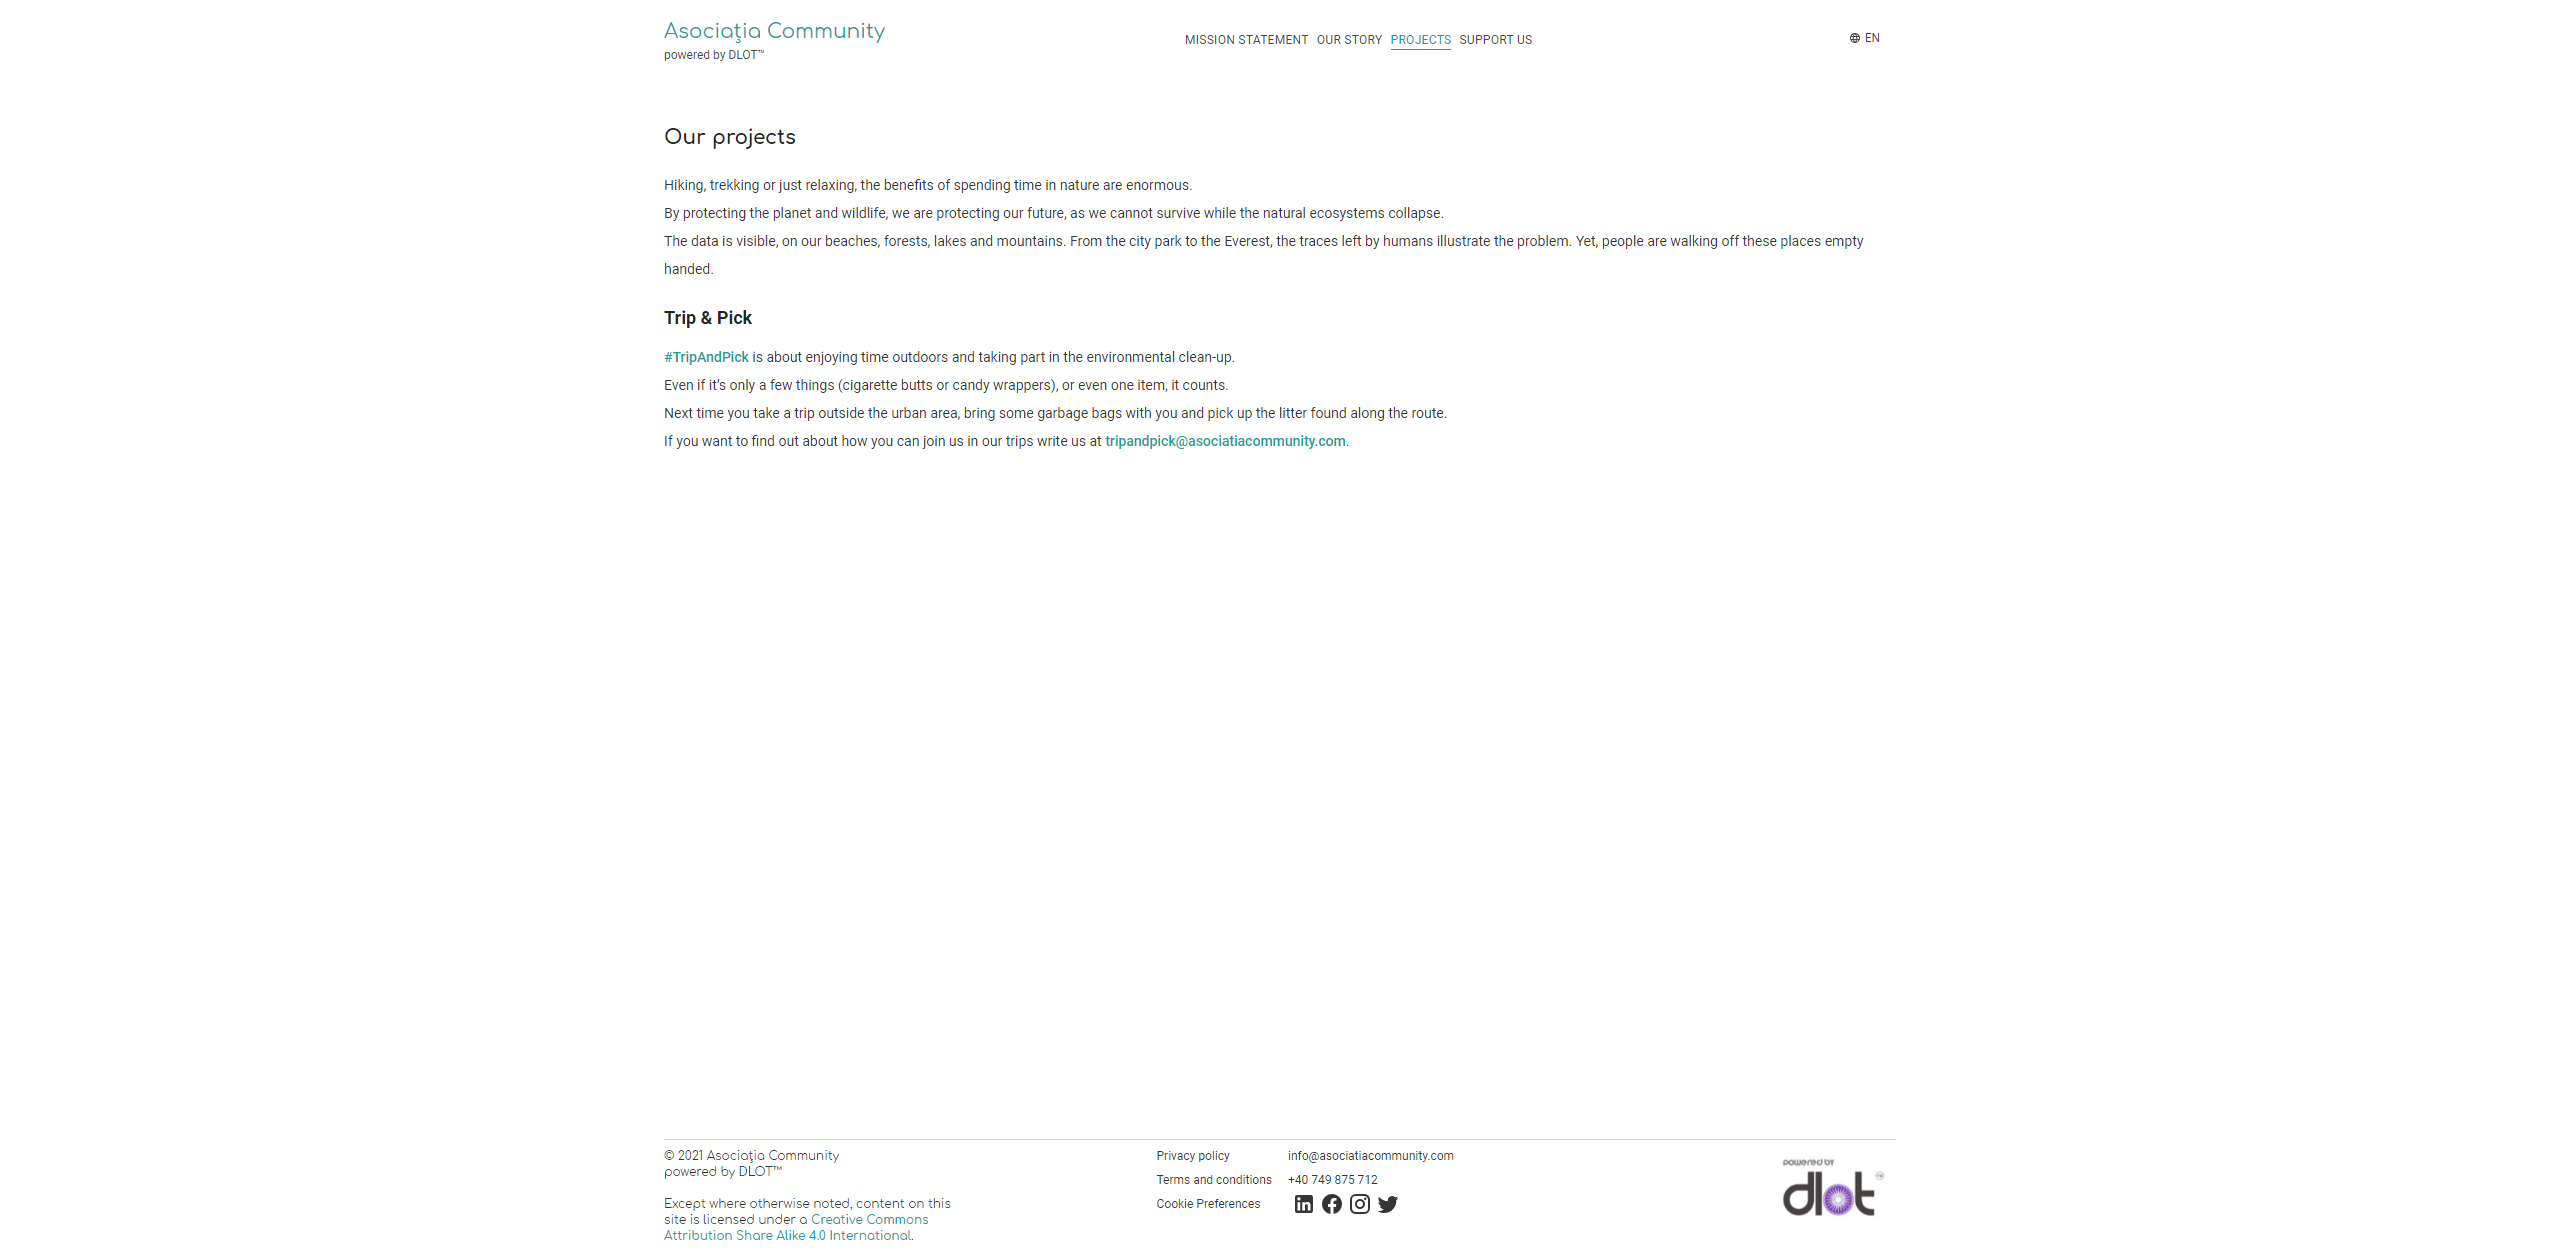 Asociația Community
powered by DLOT™
MISSION STATEMENT OUR STORY PROJECTS SUPPORT US
EN
Our projects
Hiking, trekking or just relaxing, the benefits of spending time in nature are enormous.
By protecting the planet and wildlife, we are protecting our future, as we cannot survive while the natural ecosystems collapse.
The data is visible, on our beaches, forests, lakes and mountains. From the city park to the Everest, the traces left by humans illustrate the problem. Yet, people are walking off these places empty
handed.
Trip & Pick
#TripAndPick is about enjoying time outdoors and taking part in the environmental clean-up.
Even if it’s only a few things (cigarette butts or candy wrappers), or even one item, it counts.
Next time you take a trip outside the urban area, bring some garbage bags with you and pick up the litter found along the route.
If you want to find out about how you can join us in our trips write us at tripandpick@asociatiacommunity.com.
© 2021 Asociația Community
powered by DLOT™
Except where otherwise noted, content on this
site is licensed under a Creative Commons
Attribution Share Alike 4.0 International.
Privacy policy
Terms and conditions
Cookie Preferences
info@asociatiacommunity.com
+40 749 875 712
powered by
dlot